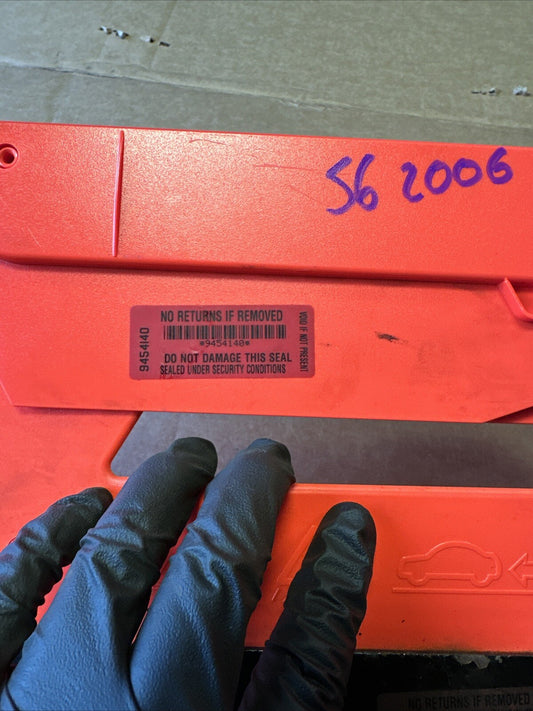 S6 2006
NO RETURNS IF REMOVED
*9454140*
DO NOT DAMAGE THIS SEAL
SEALED UNDER SECURITY CONDITIONS
9454140
VOID IF NOT PRESENT
NO RETURNS IF REMOVED